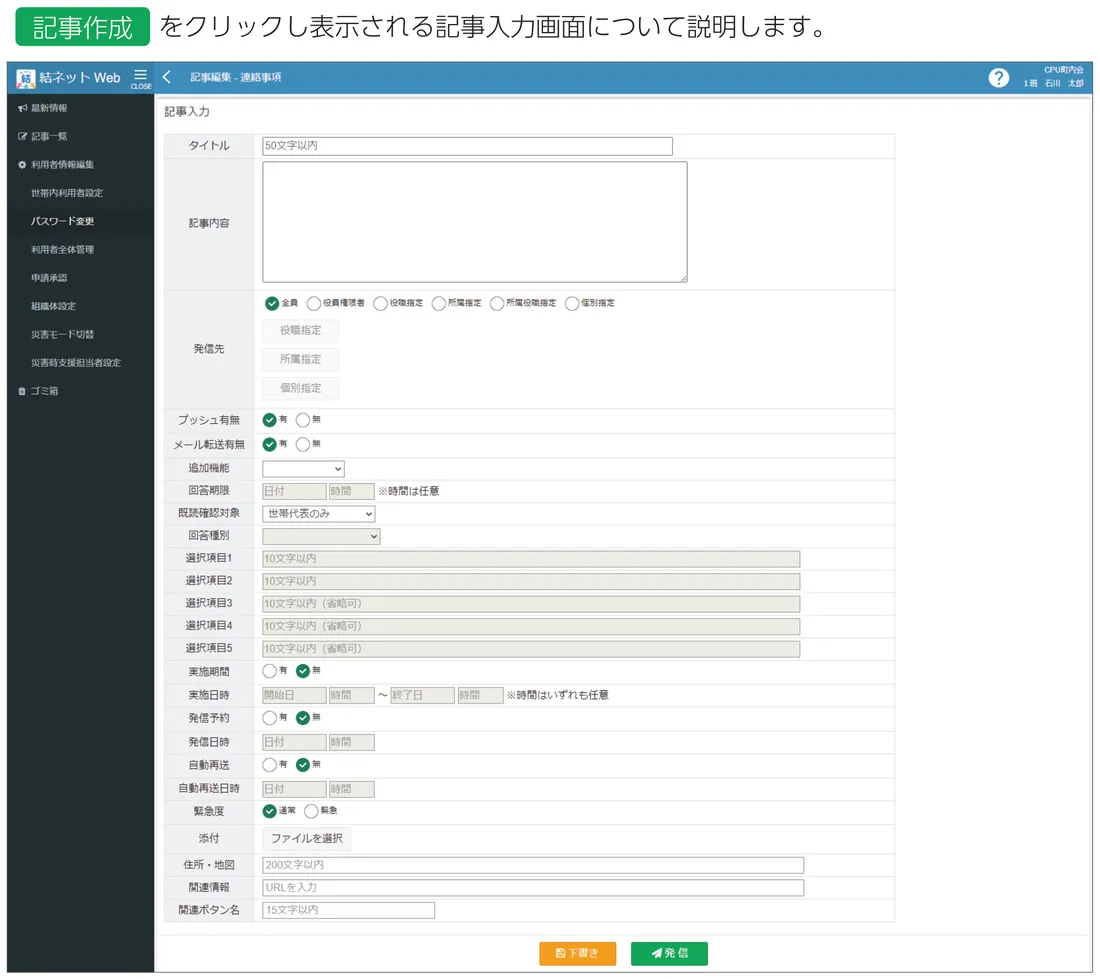 記事作成 をクリックし表示される記事入力画面について説明します。
結 結ネット Web CLOSE 記事編集 - 連絡事項 ? CPU町内会
1班 石川 太郎
最新情報
記事一覧
利用者情報編集
世帯内利用者設定
パスワード変更
利用者全体管理
申請承認
組織体設定
災害モード切替
災害時支援担当者設定
ゴミ箱
記事入力
タイトル 50文字以内
記事内容
発信先 全員 役員権限者 役職指定 所属指定 所属役職指定 個別指定
役職指定
所属指定
個別指定
プッシュ有無 有 無
メール転送有無 有 無
追加機能
回答期限 日付 時間 ※時間は任意
既読確認対象 世帯代表のみ
回答種別
選択項目1 10文字以内
選択項目2 10文字以内
選択項目3 10文字以内（省略可）
選択項目4 10文字以内（省略可）
選択項目5 10文字以内（省略可）
実施期間 有 無
実施日時 開始日 時間 ～ 終了日 時間 ※時間はいずれも任意
発信予約 有 無
発信日時 日付 時間
自動再送 有 無
自動再送日時 日付 時間
緊急度 通常 緊急
添付 ファイルを選択
住所・地図 200文字以内
関連情報 URLを入力
関連ボタン名 15文字以内
下書き 発信